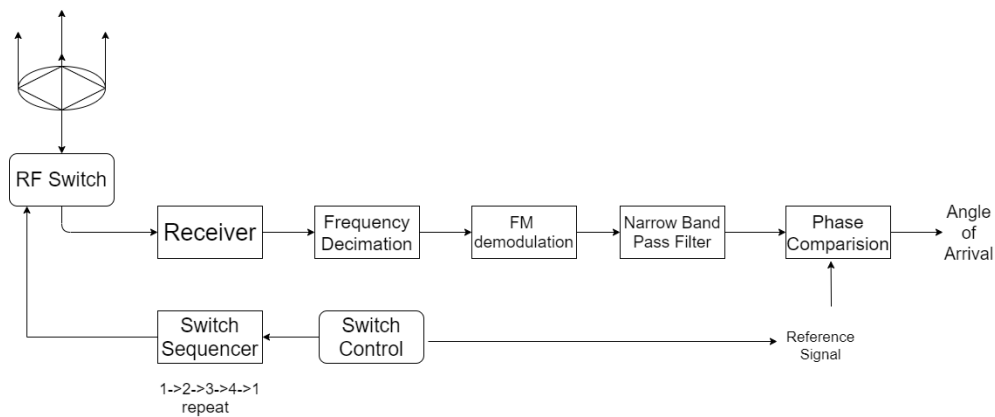 RF Switch
Receiver
Frequency
Decimation
FM
demodulation
Narrow Band
Pass Filter
Phase
Comparision
Angle
of
Arrival
Switch
Sequencer
Switch
Control
Reference
Signal
1->2->3->4->1
repeat